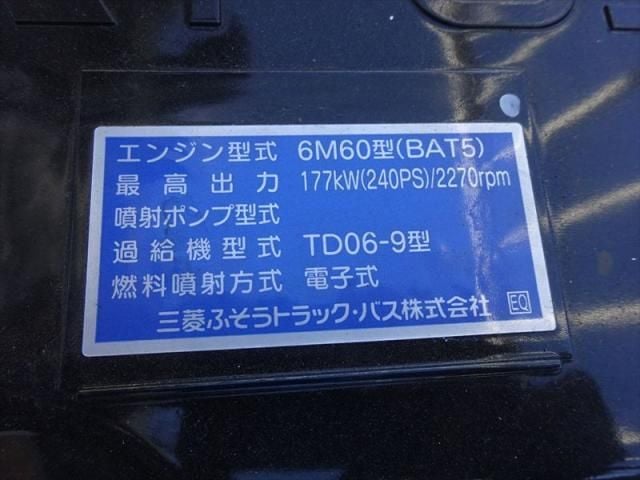 エンジン型式 6M60型(BAT5)
最高出力 177kW(240PS)/2270rpm
噴射ポンプ型式
過給機型式 TD06-9型
燃料噴射方式 電子式
三菱ふそうトラック・バス株式会社 EQ